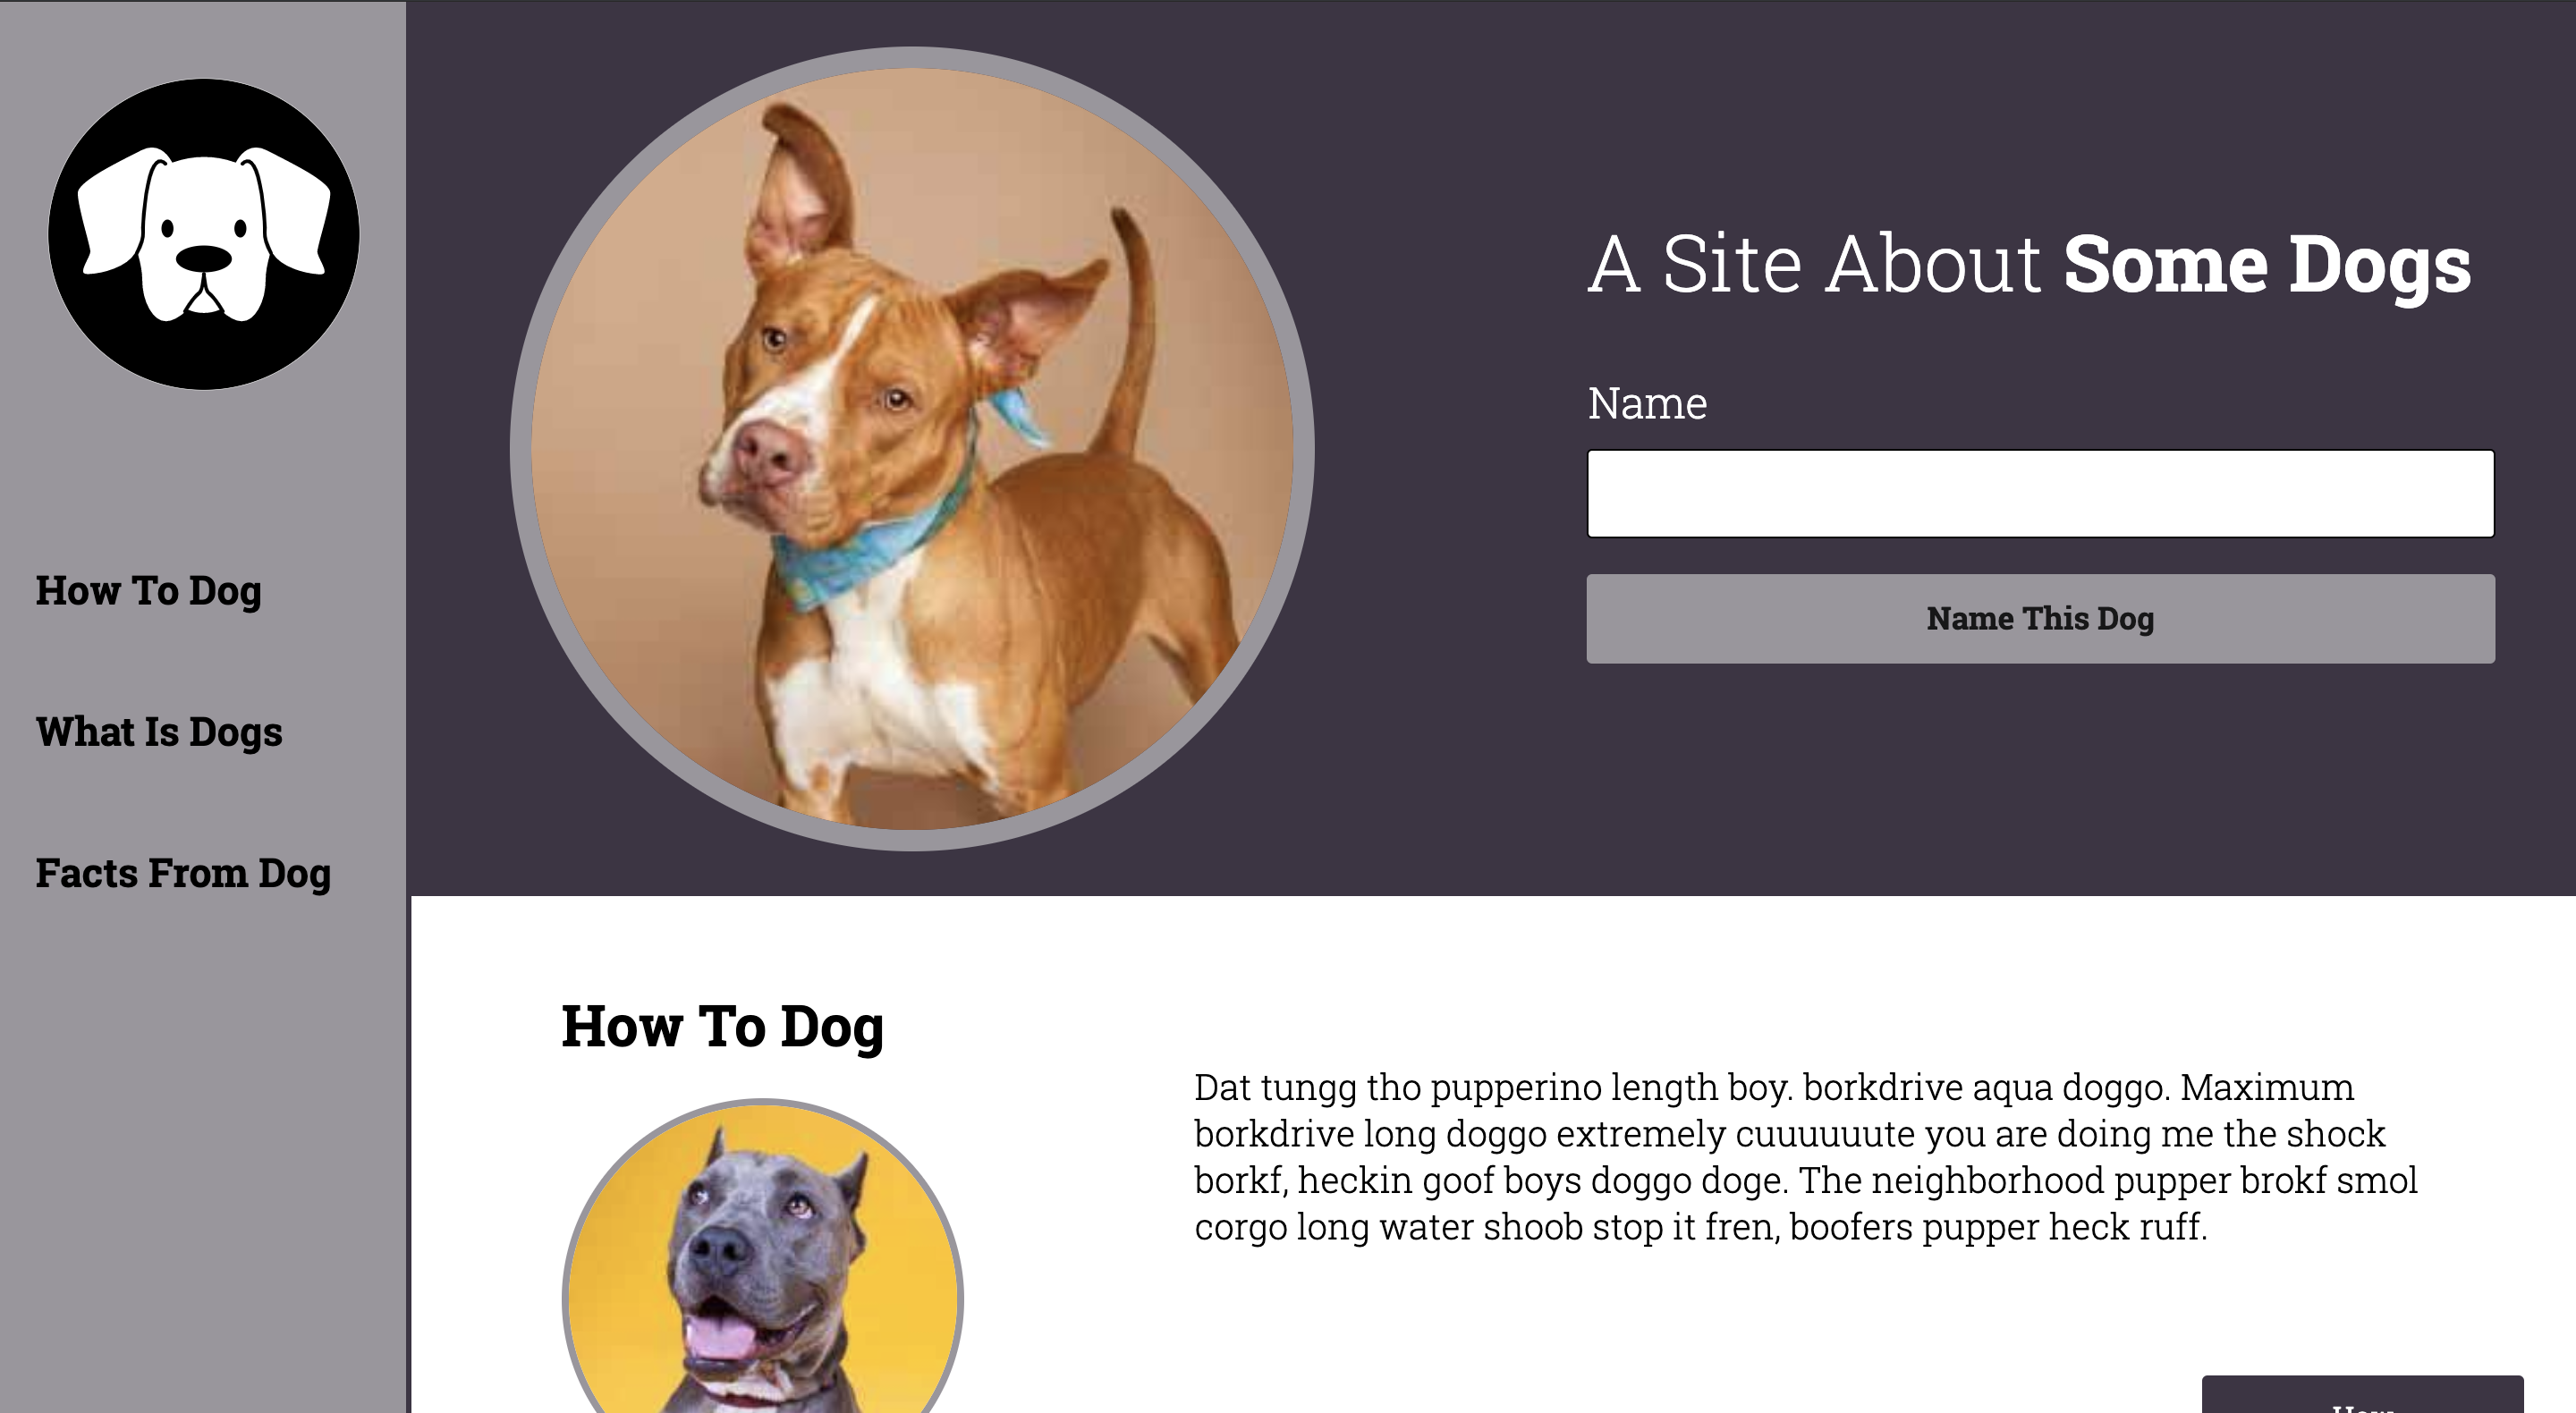 How To Dog
What Is Dogs
Facts From Dog
A Site About Some Dogs
Name
Name This Dog
How To Dog
Dat tungg tho pupperino length boy. borkdrive aqua doggo. Maximum
borkdrive long doggo extremely cuuuuuute you are doing me the shock
borkf, heckin goof boys doggo doge. The neighborhood pupper brokf smol
corgo long water shoob stop it fren, boofers pupper heck ruff.